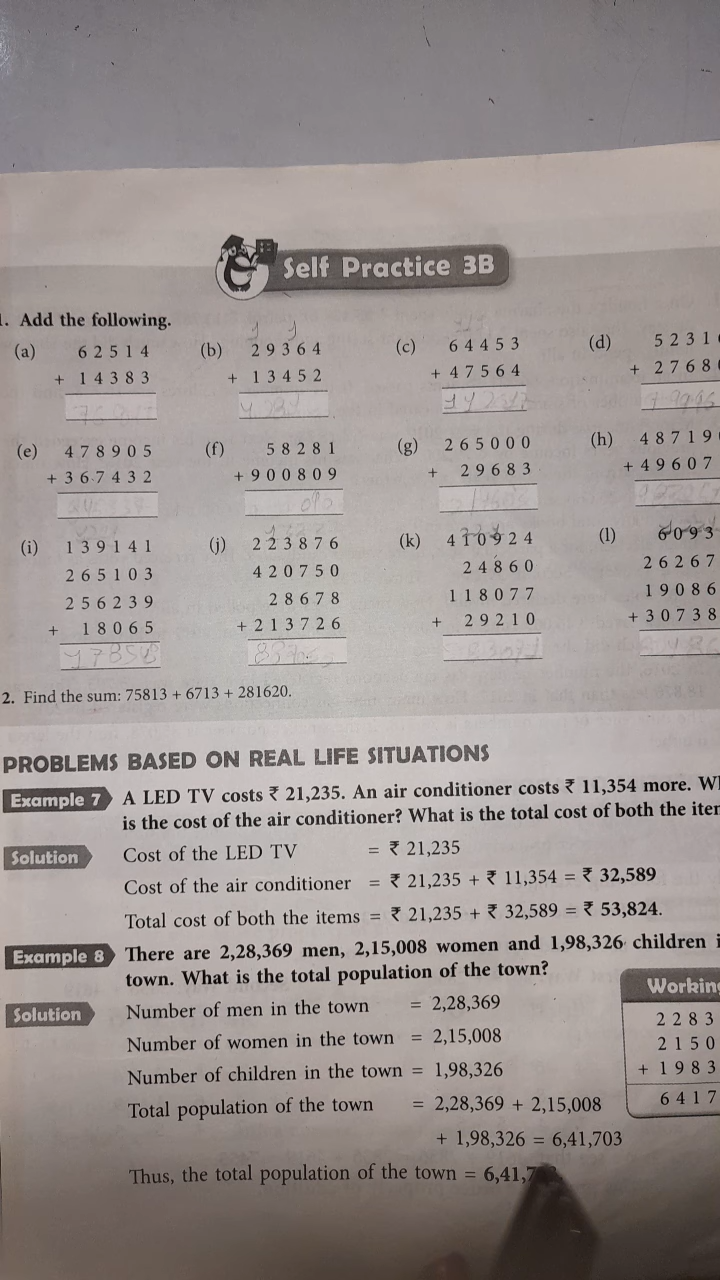 Self Practice 3B
1. Add the following.
(a) 62514 (b) 29364 (c) 64453 (d) 5231
+ 14383 + 13452 + 47564 + 2768
(e) 478905 (f) 58281 (g) 265000 (h) 48719
+ 367432 + 900809 + 29683 + 49607
(i) 139141 (j) 223876 (k) 410924 (l) 6093
265103 420750 24860 26267
256239 28678 118077 19086
+ 18065 + 213726 + 29210 + 30738
2. Find the sum: 75813 + 6713 + 281620.
PROBLEMS BASED ON REAL LIFE SITUATIONS
Example 7 A LED TV costs ₹ 21,235. An air conditioner costs ₹ 11,354 more.
is the cost of the air conditioner? What is the total cost of both the
Solution Cost of the LED TV = ₹ 21,235
Cost of the air conditioner = ₹ 21,235 + ₹ 11,354 = ₹ 32,589
Total cost of both the items = ₹ 21,235 + ₹ 32,589 = ₹ 53,824.
Example 8 There are 2,28,369 men, 2,15,008 women and 1,98,326 children
town. What is the total population of the town?
Working
Solution Number of men in the town = 2,28,369
2283
Number of women in the town = 2,15,008
2150
Number of children in the town = 1,98,326
+ 1983
Total population of the town = 2,28,369 + 2,15,008
6417
+ 1,98,326 = 6,41,703
Thus, the total population of the town = 6,41,7